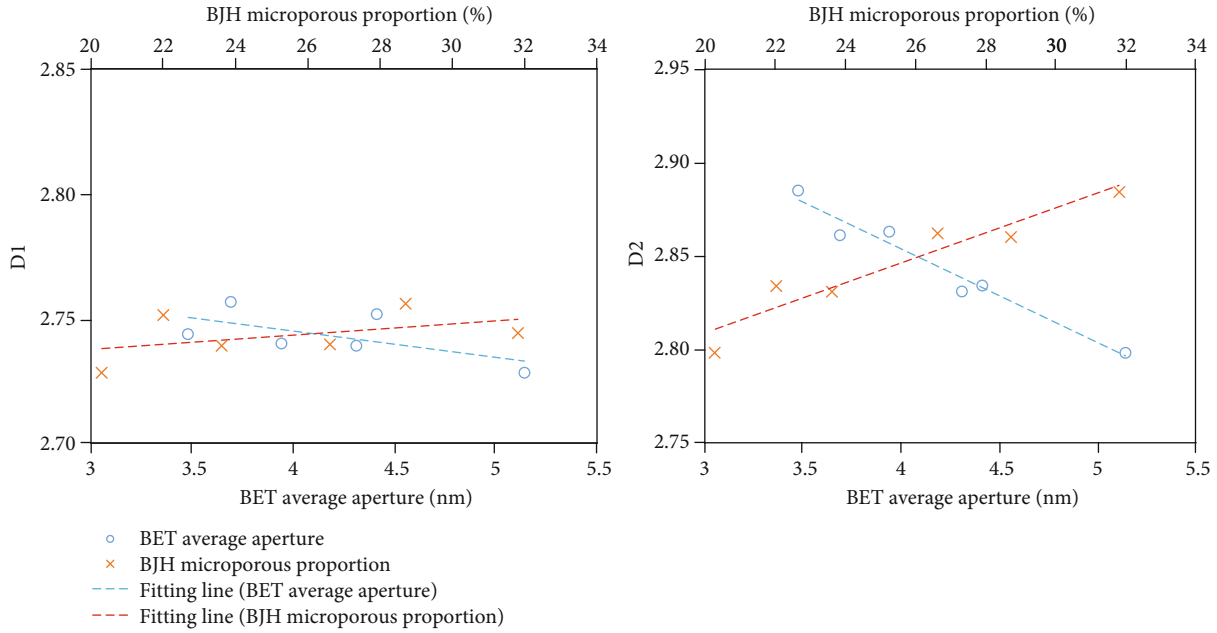 BJH microporous proportion (%)
20 22 24 26 28 30 32 34
2.85
2.80
2.75
2.70
D1
3 3.5 4 4.5 5 5.5
BET average aperture (nm)
BJH microporous proportion (%)
20 22 24 26 28 30 32 34
2.95
2.90
2.85
2.80
2.75
D2
3 3.5 4 4.5 5 5.5
BET average aperture (nm)
BET average aperture
BJH microporous proportion
Fitting line (BET average aperture)
Fitting line (BJH microporous proportion)